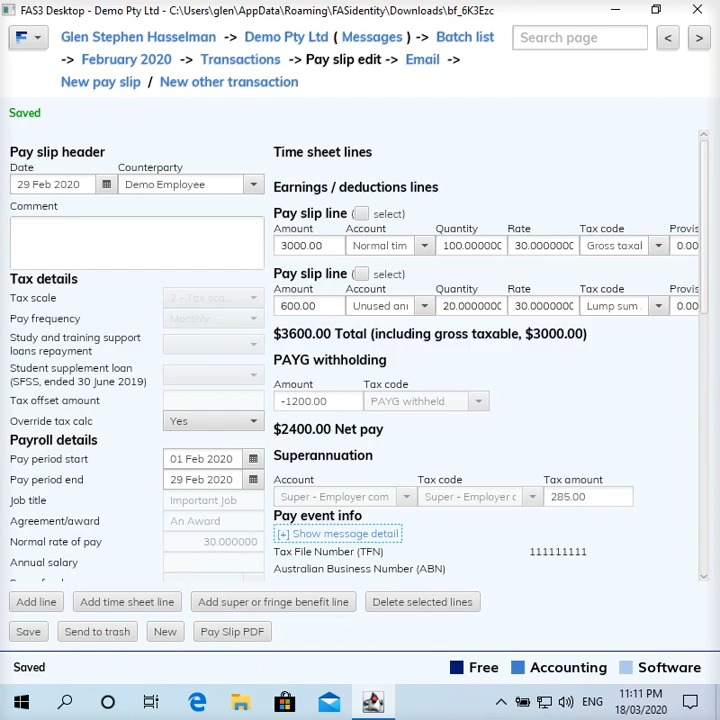 FAS3 Desktop - Demo Pty Ltd - C:\Users\glen\AppData\Roaming\FASidentity\Downloads\bf_6K3Ezc
F
Glen Stephen Hasselman -> Demo Pty Ltd ( Messages ) -> Batch list
-> February 2020 -> Transactions -> Pay slip edit -> Email ->
New pay slip / New other transaction
Search page
< >
Saved
Pay slip header
Date Counterparty
29 Feb 2020 Demo Employee
Comment
Tax details
Tax scale 2 - Tax sca...
Pay frequency Monthly
Study and training support
loans repayment
Student supplement loan
(SFSS, ended 30 June 2019)
Tax offset amount
Override tax calc Yes
Payroll details
Pay period start 01 Feb 2020
Pay period end 29 Feb 2020
Job title Important Job
Agreement/award An Award
Normal rate of pay 30.000000
Annual salary
Time sheet lines
Earnings / deductions lines
Pay slip line ( select)
Amount Account Quantity Rate Tax code Provis
3000.00 Normal tim 100.000000 30.000000 Gross taxal 0.00
Pay slip line ( select)
Amount Account Quantity Rate Tax code Provis
600.00 Unused ani 20.000000 30.000000 Lump sum . 0.00
$3600.00 Total (including gross taxable, $3000.00)
PAYG withholding
Amount Tax code
-1200.00 PAYG withheld
$2400.00 Net pay
Superannuation
Account Tax code Tax amount
Super - Employer com Super - Employer c 285.00
Pay event info
[+] Show message detail
Tax File Number (TFN) 111111111
Australian Business Number (ABN)
Add line Add time sheet line Add super or fringe benefit line Delete selected lines
Save Send to trash New Pay Slip PDF
Saved Free Accounting Software
ENG 11:11 PM
18/03/2020